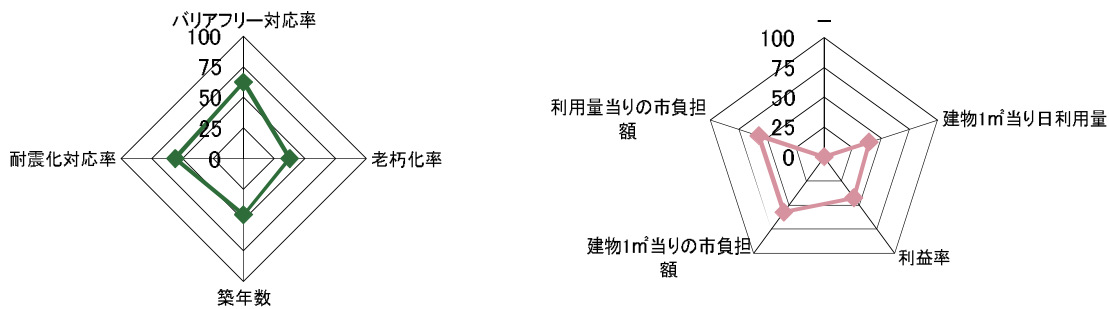 バリアフリー対応率
100
75
50
25
0
耐震化対応率
老朽化率
築年数
－
100
75
50
25
0
利用量当りの市負担
額
建物1㎡当り日利用量
建物1㎡当りの市負担
額
利益率